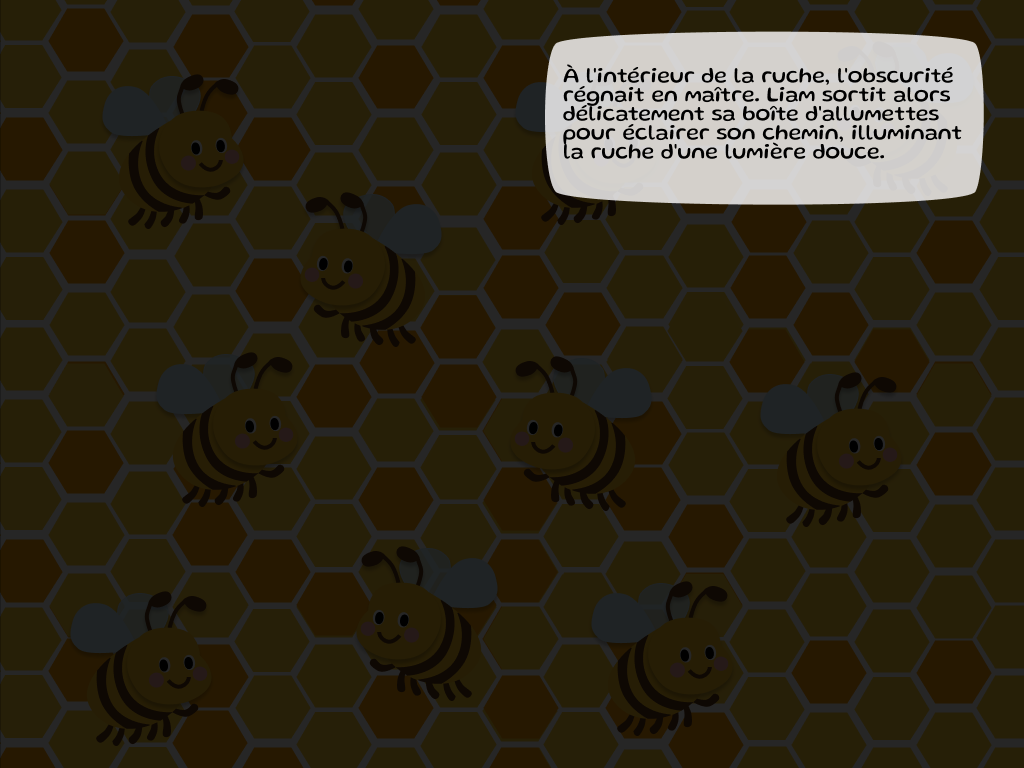 À l'intérieur de la ruche, l'obscurité
régnait en maître. Liam sortit alors
délicatement sa boîte d'allumettes
pour éclairer son chemin, illuminant
la ruche d'une lumière douce.